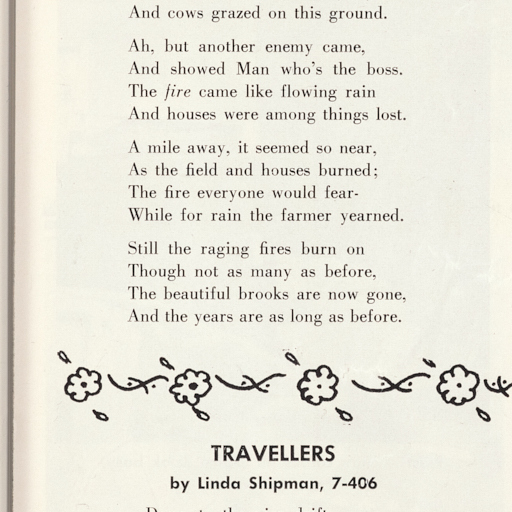 And cows grazed on this ground.
Ah, but another enemy came,
And showed Man who's the boss.
The fire came like flowing rain
And houses were among things lost.
A mile away, it seemed so near,
As the field and houses burned;
The fire everyone would fear-
While for rain the farmer yearned.
Still the raging fires burn on
Though not as many as before,
The beautiful brooks are now gone,
And the years are as long as before.
TRAVELLERS
by Linda Shipman, 7-406